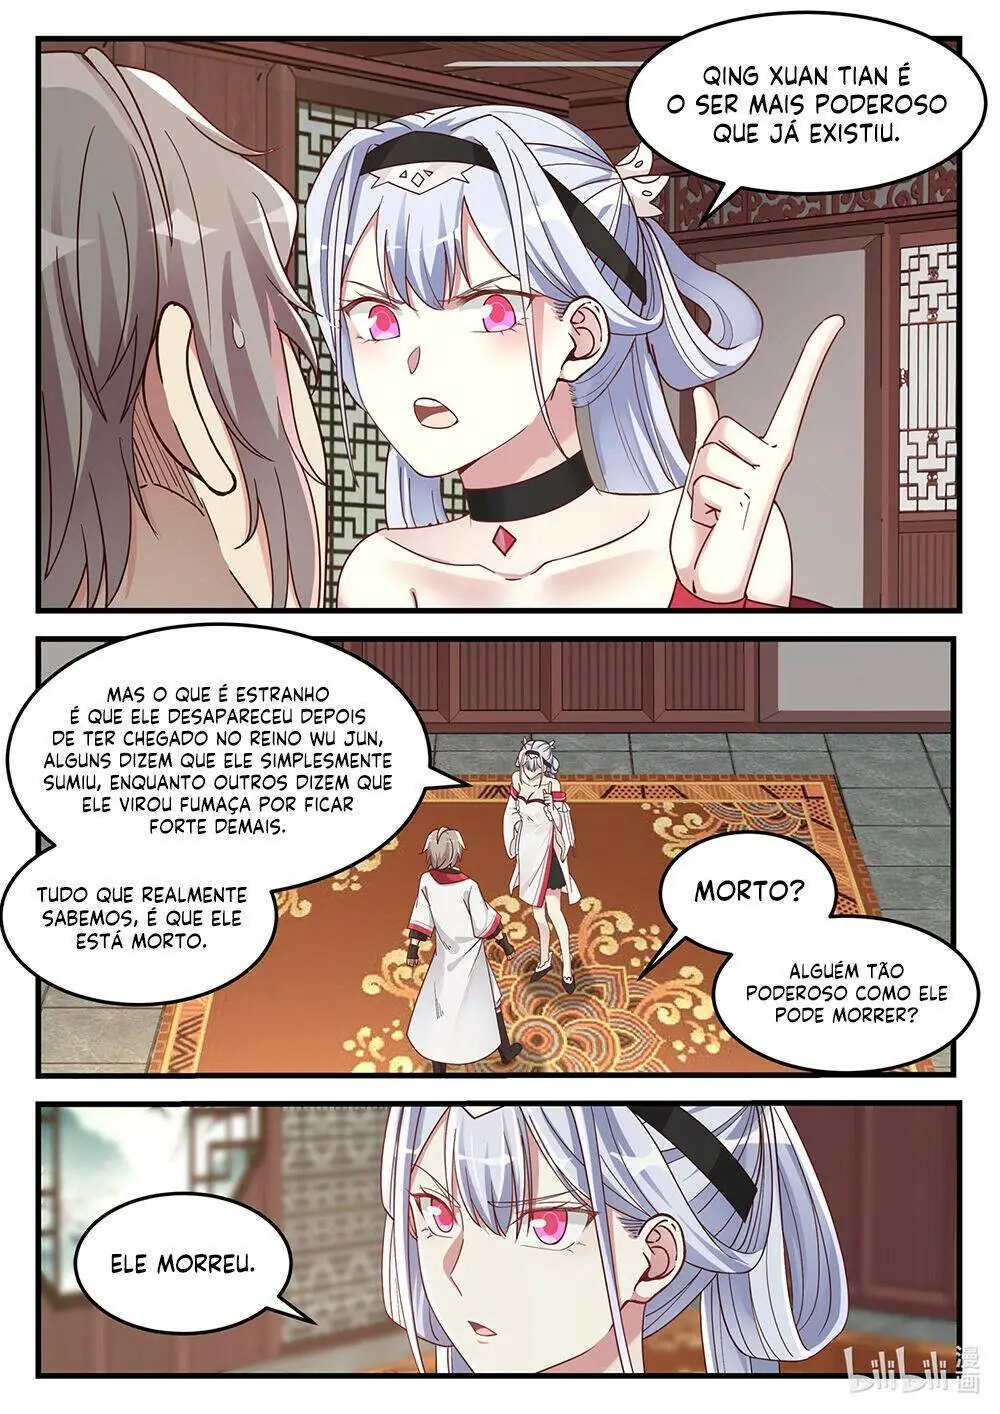 QING XUAN TIAN É
O SER MAIS PODEROSO
QUE JÁ EXISTIU.
MAS O QUE É ESTRANHO
É QUE ELE DESAPARECEU DEPOIS
DE TER CHEGADO NO REINO WU JUN,
ALGUNS DIZEM QUE ELE SIMPLESMENTE
SUMIU, ENQUANTO OUTROS DIZEM QUE
ELE VIROU FUMAÇA POR FICAR
FORTE DEMAIS.
TUDO QUE REALMENTE
SABEMOS, É QUE ELE
ESTÁ MORTO.
MORTO?
ALGUÉM TÃO
PODEROSO COMO ELE
PODE MORRER?
ELE MORREU.
bilibili 漫画